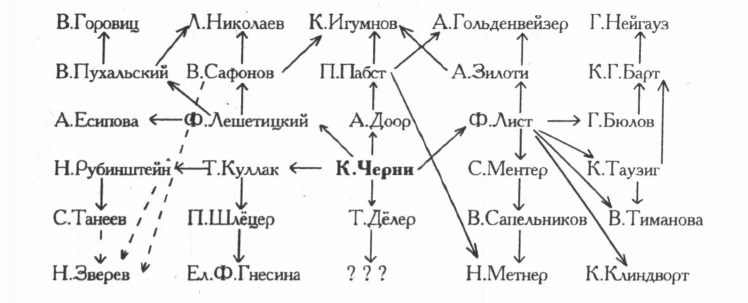 В.Горовиц Л.Николаев К.Игумнов А.Гольденвейзер Г.Нейгауз
В.Пухальский В.Сафонов П.Пабст А.Зилоти К.Г.Барт
А.Есипова Ф.Лешетицкий А.Доор Ф.Лист Г.Бюлов
Н.Рубинштейн Т.Куллак К.Черни С.Ментер К.Таузиг
С.Танеев П.Шлёцер Т.Дёлер В.Сапельников В.Тиманова
Н.Зверев Ел.Ф.Гнесина ? ? ? Н.Метнер К.Клиндворт